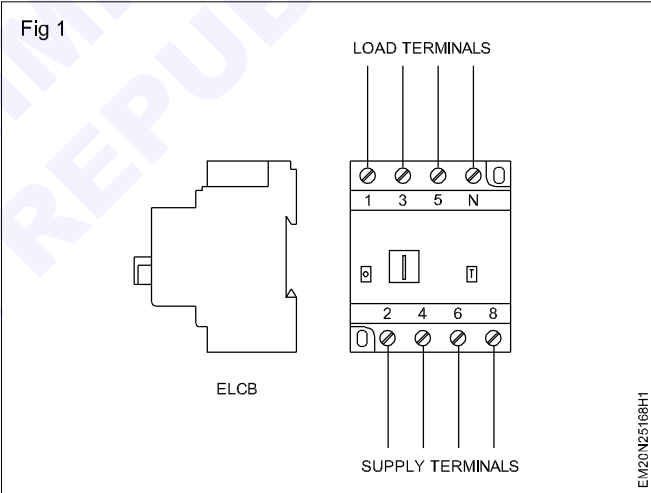 Fig 1
LOAD TERMINALS
1 3 5 N
T
2 4 6 8
ELCB
SUPPLY TERMINALS
EM20N25168H1